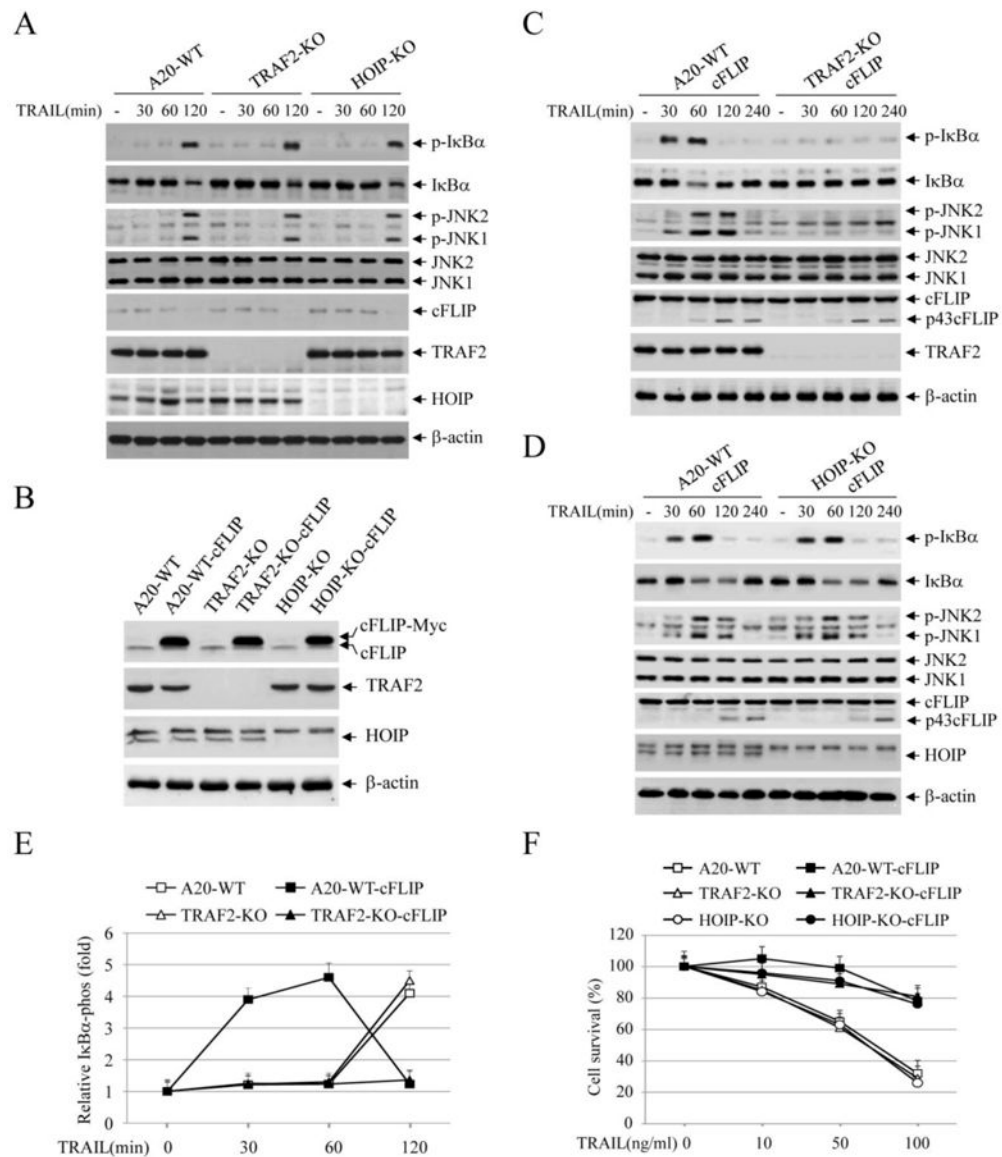 A
A20-WT TRAF2-KO HOIP-KO
TRAIL(min) - 30 60 120 - 30 60 120 - 30 60 120
p-IκBα
IκBα
p-JNK2
p-JNK1
JNK2
JNK1
cFLIP
TRAF2
HOIP
β-actin
B
A20-WT A20-WT-cFLIP TRAF2-KO TRAF2-KO-cFLIP HOIP-KO HOIP-KO-cFLIP
cFLIP-Myc
cFLIP
TRAF2
HOIP
β-actin
C
A20-WT cFLIP TRAF2-KO cFLIP
TRAIL(min) - 30 60 120 240 - 30 60 120 240
p-IκBα
IκBα
p-JNK2
p-JNK1
JNK2
JNK1
cFLIP
p43cFLIP
TRAF2
β-actin
D
A20-WT cFLIP HOIP-KO cFLIP
TRAIL(min) - 30 60 120 240 - 30 60 120 240
p-IκBα
IκBα
p-JNK2
p-JNK1
JNK2
JNK1
cFLIP
p43cFLIP
HOIP
β-actin
E
A20-WT A20-WT-cFLIP
TRAF2-KO TRAF2-KO-cFLIP
Relative IκBα-phos (fold)
6
5
4
3
2
1
0
TRAIL(min) 0 30 60 120
F
A20-WT A20-WT-cFLIP
TRAF2-KO TRAF2-KO-cFLIP
HOIP-KO HOIP-KO-cFLIP
Cell survival (%)
120
100
80
60
40
20
0
TRAIL(ng/ml) 0 10 50 100